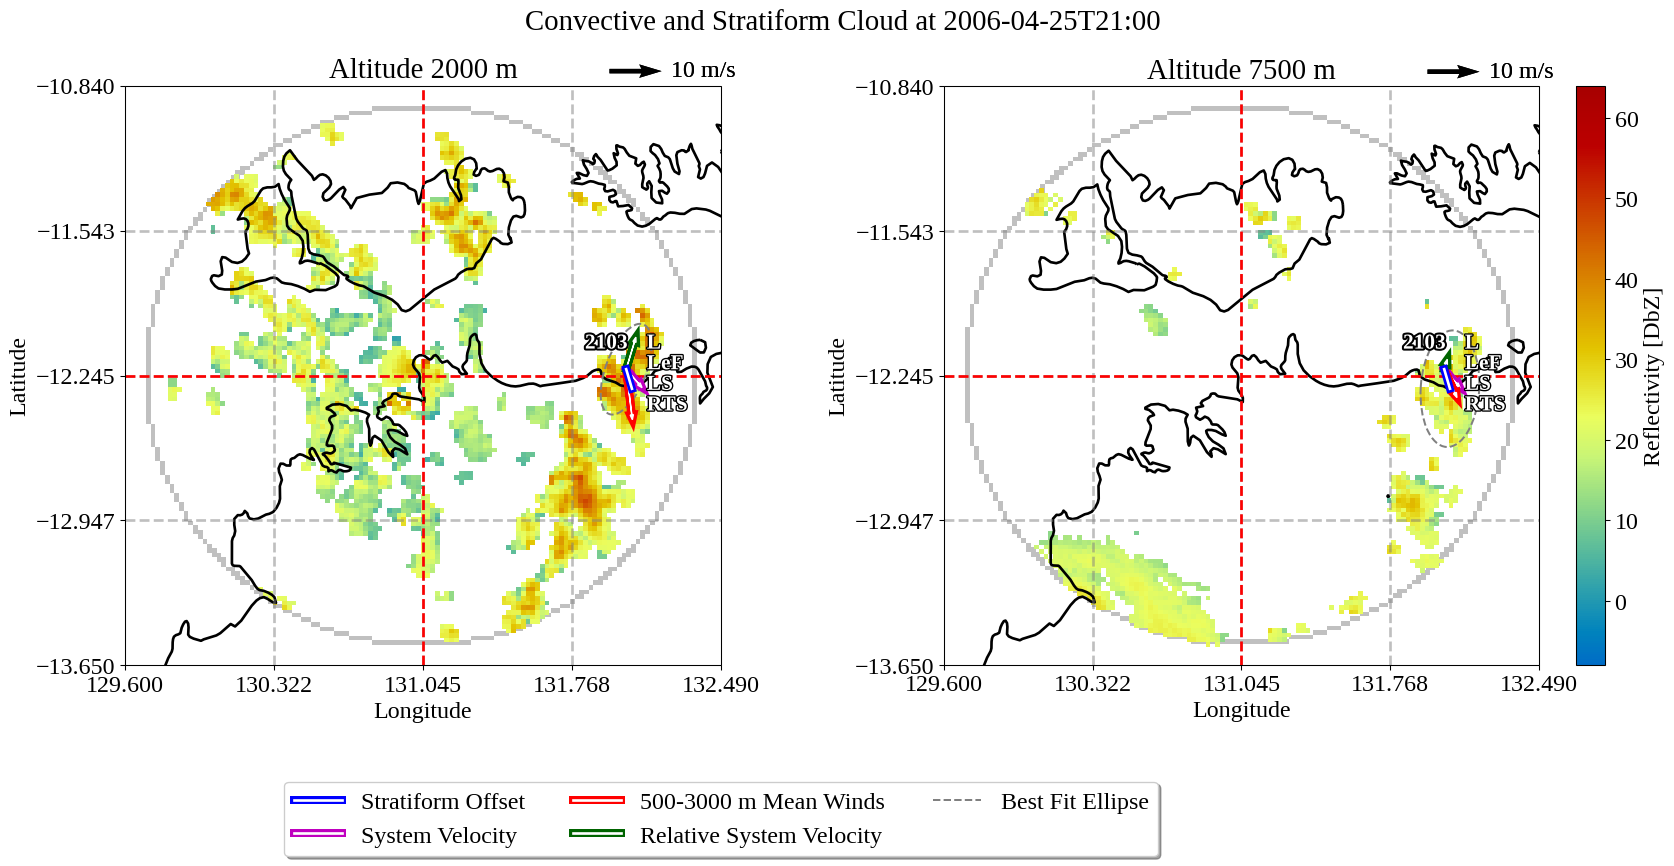 Convective and Stratiform Cloud at 2006-04-25T21:00
Altitude 2000 m
10 m/s
Altitude 7500 m
10 m/s
−10.840
−11.543
−12.245
−12.947
−13.650
Latitude
129.600
130.322
131.045
131.768
132.490
Longitude
2103
L
LeF
LS
RTS
−10.840
−11.543
−12.245
−12.947
−13.650
Latitude
129.600
130.322
131.045
131.768
132.490
Longitude
2103
L
LeF
LS
RTS
60
50
40
30
20
10
0
Reflectivity [DbZ]
Stratiform Offset
System Velocity
500-3000 m Mean Winds
Relative System Velocity
Best Fit Ellipse